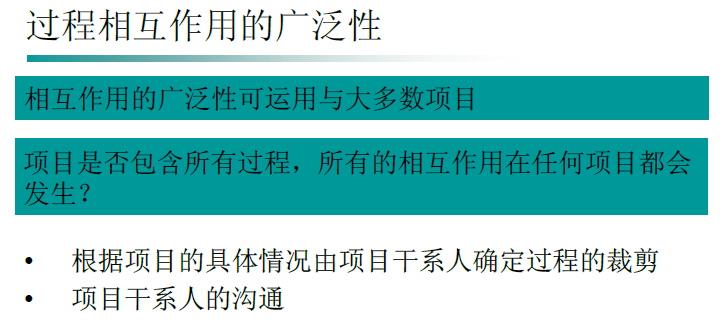 过程相互作用的广泛性
相互作用的广泛性可运用与大多数项目
项目是否包含所有过程，所有的相互作用在任何项目都会
发生？
• 根据项目的具体情况由项目干系人确定过程的裁剪
• 项目干系人的沟通